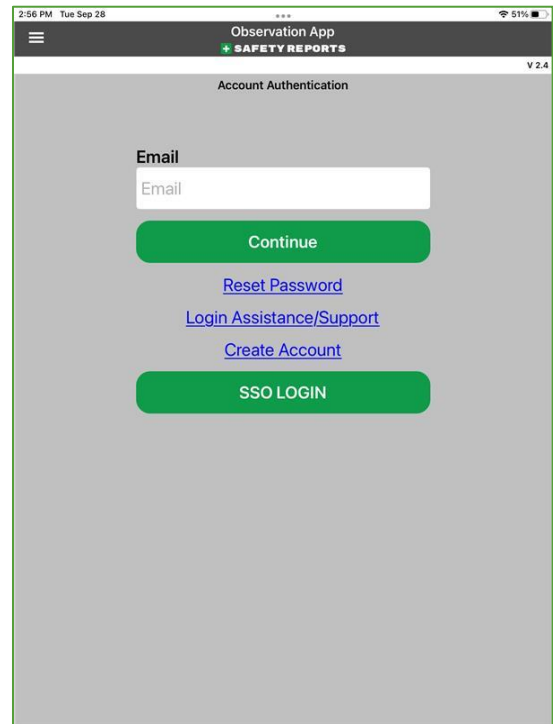 2:56 PM Tue Sep 28 51%
Observation App
SAFETY REPORTS
V 2.4
Account Authentication
Email
Email
Continue
Reset Password
Login Assistance/Support
Create Account
SSO LOGIN